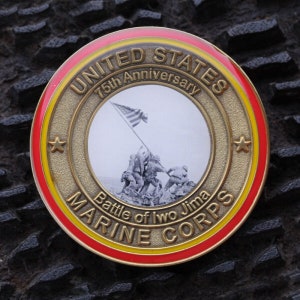 UNITED STATES
75th Anniversary
Battle of Iwo Jima
MARINE CORPS